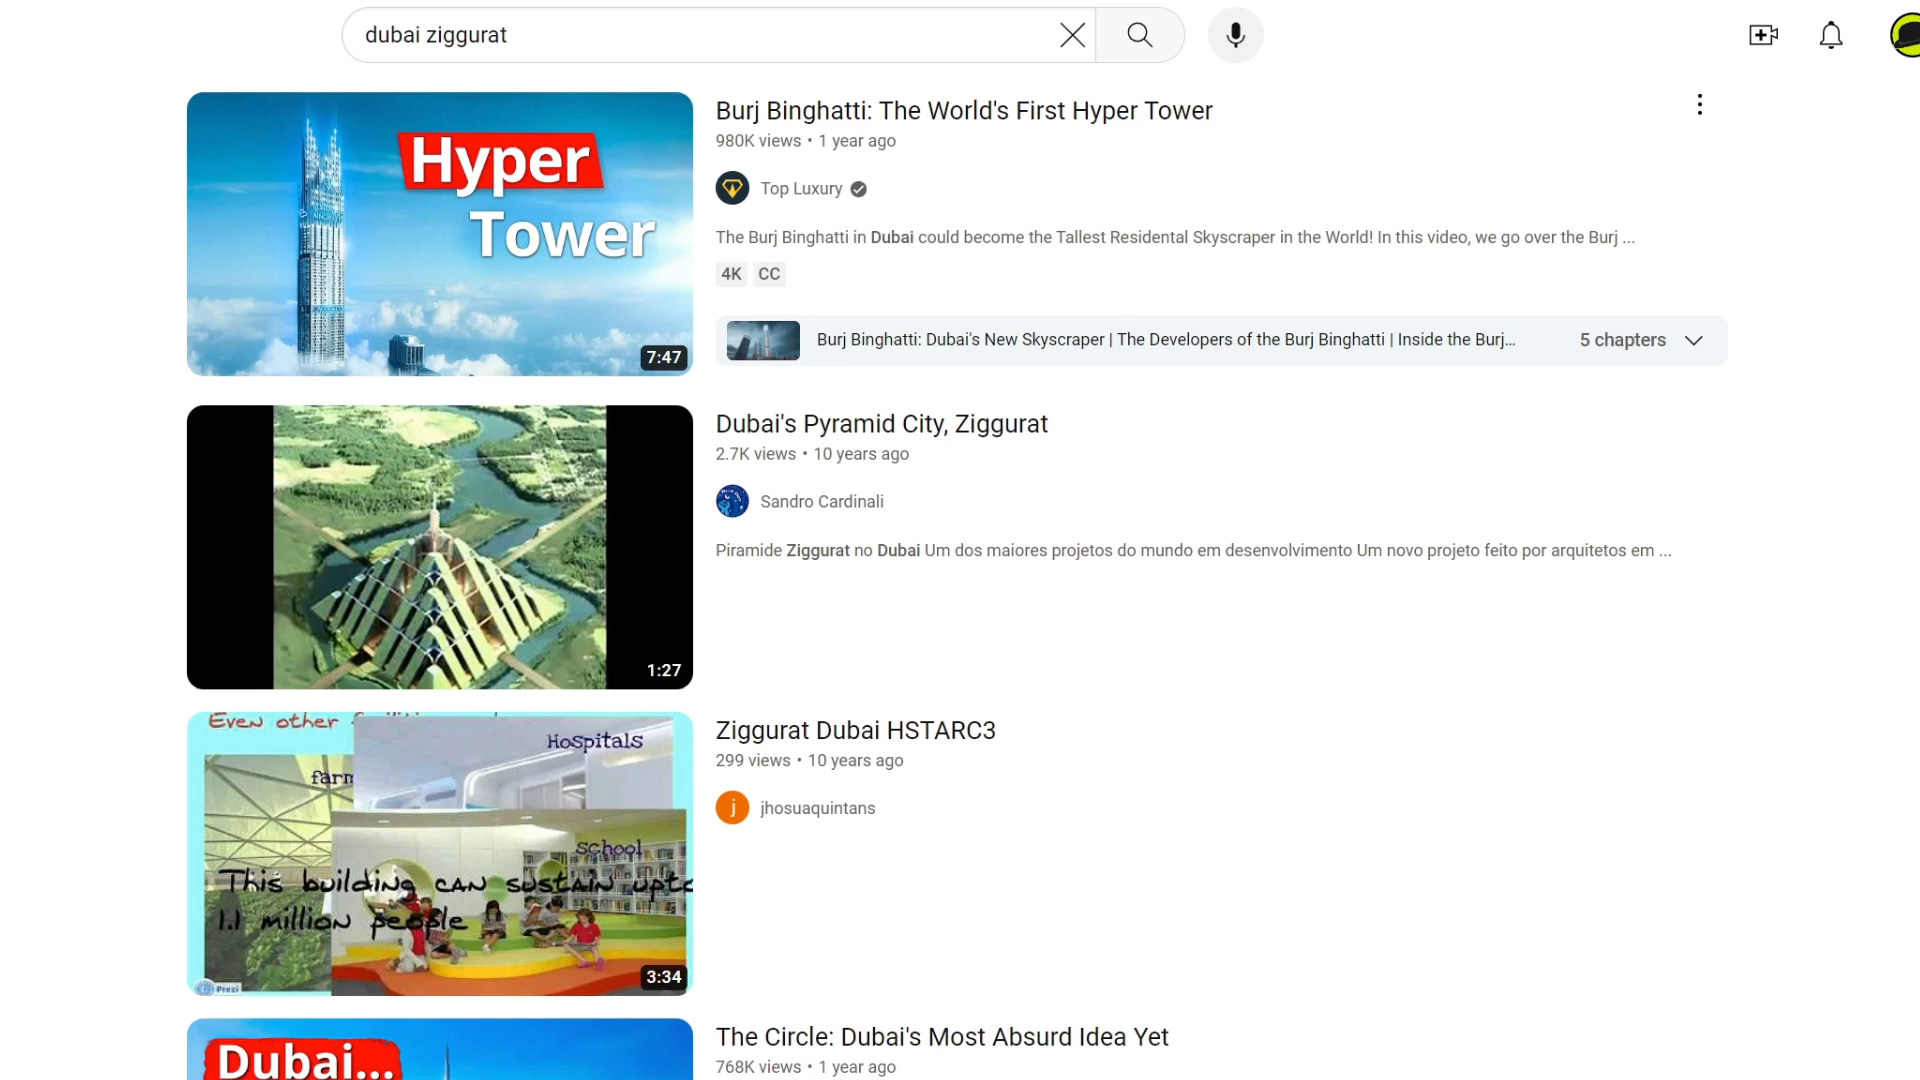 dubai ziggurat
Hyper
Tower
7:47
Burj Binghatti: The World's First Hyper Tower
980K views • 1 year ago
Top Luxury
The Burj Binghatti in Dubai could become the Tallest Residental Skyscraper in the World! In this video, we go over the Burj ...
4K CC
Burj Binghatti: Dubai's New Skyscraper | The Developers of the Burj Binghatti | Inside the Burj...
5 chapters
1:27
Dubai's Pyramid City, Ziggurat
2.7K views • 10 years ago
Sandro Cardinali
Piramide Ziggurat no Dubai Um dos maiores projetos do mundo em desenvolvimento Um novo projeto feito por arquitetos em ...
Even other
Hospitals
farm
school
This building can sustain upto
1.1 million people
Prezi
3:34
Ziggurat Dubai HSTARC3
299 views • 10 years ago
j
jhosuaquintans
Dubai...
The Circle: Dubai's Most Absurd Idea Yet
768K views • 1 year ago